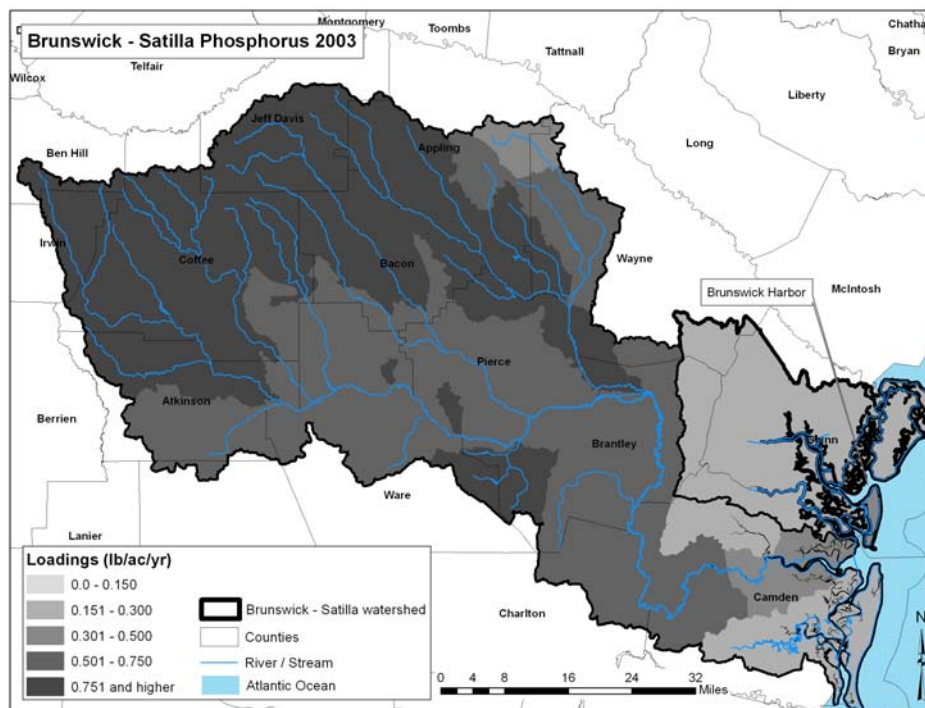 Brunswick - Satilla Phosphorus 2003
Montgomery
Toombs
Tattnall
Bryan
Wilcox
Telfair
Liberty
Jeff Davis
Appling
Long
Ben Hill
Irwin
Coffee
Bacon
Wayne
McIntosh
Brunswick Harbor
Pierce
Atkinson
Berrien
Brantley
Glynn
Ware
Lanier
Camden
Charlton
Loadings (lb/ac/yr)
0.0 - 0.150
0.151 - 0.300
0.301 - 0.500
0.501 - 0.750
0.751 and higher
Brunswick - Satilla watershed
Counties
River / Stream
Atlantic Ocean
N
0 4 8 16 24 32
Miles